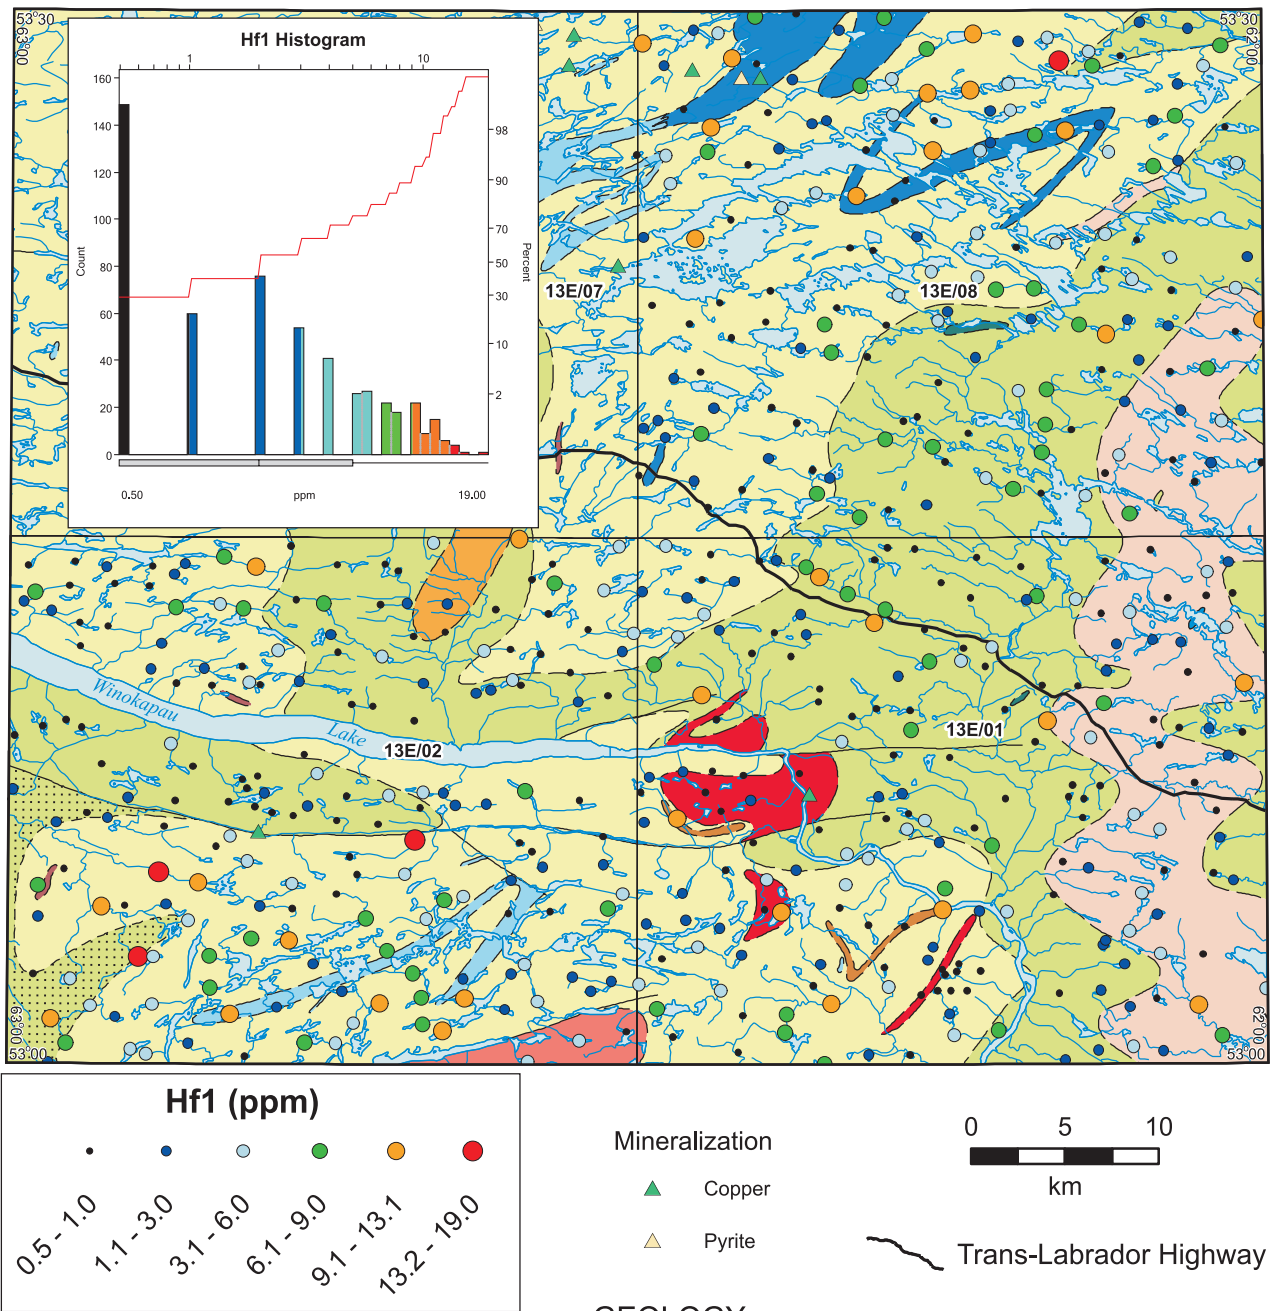 53°30'
63°00'
53°30'
62°00'
Hf1 Histogram
1
10
160
140
120
100
80
60
40
20
0
Count
98
90
70
50
30
10
2
Percent
0.50
ppm
19.00
13E/07
13E/08
Winokapau
Lake
13E/02
13E/01
63°00'
53°00'
62°00'
53°00'
Hf1 (ppm)
0.5 - 1.0
1.1 - 3.0
3.1 - 6.0
6.1 - 9.0
9.1 - 13.1
13.2 - 19.0
Mineralization
Copper
Pyrite
0 5 10
km
Trans-Labrador Highway
GEOLOGY